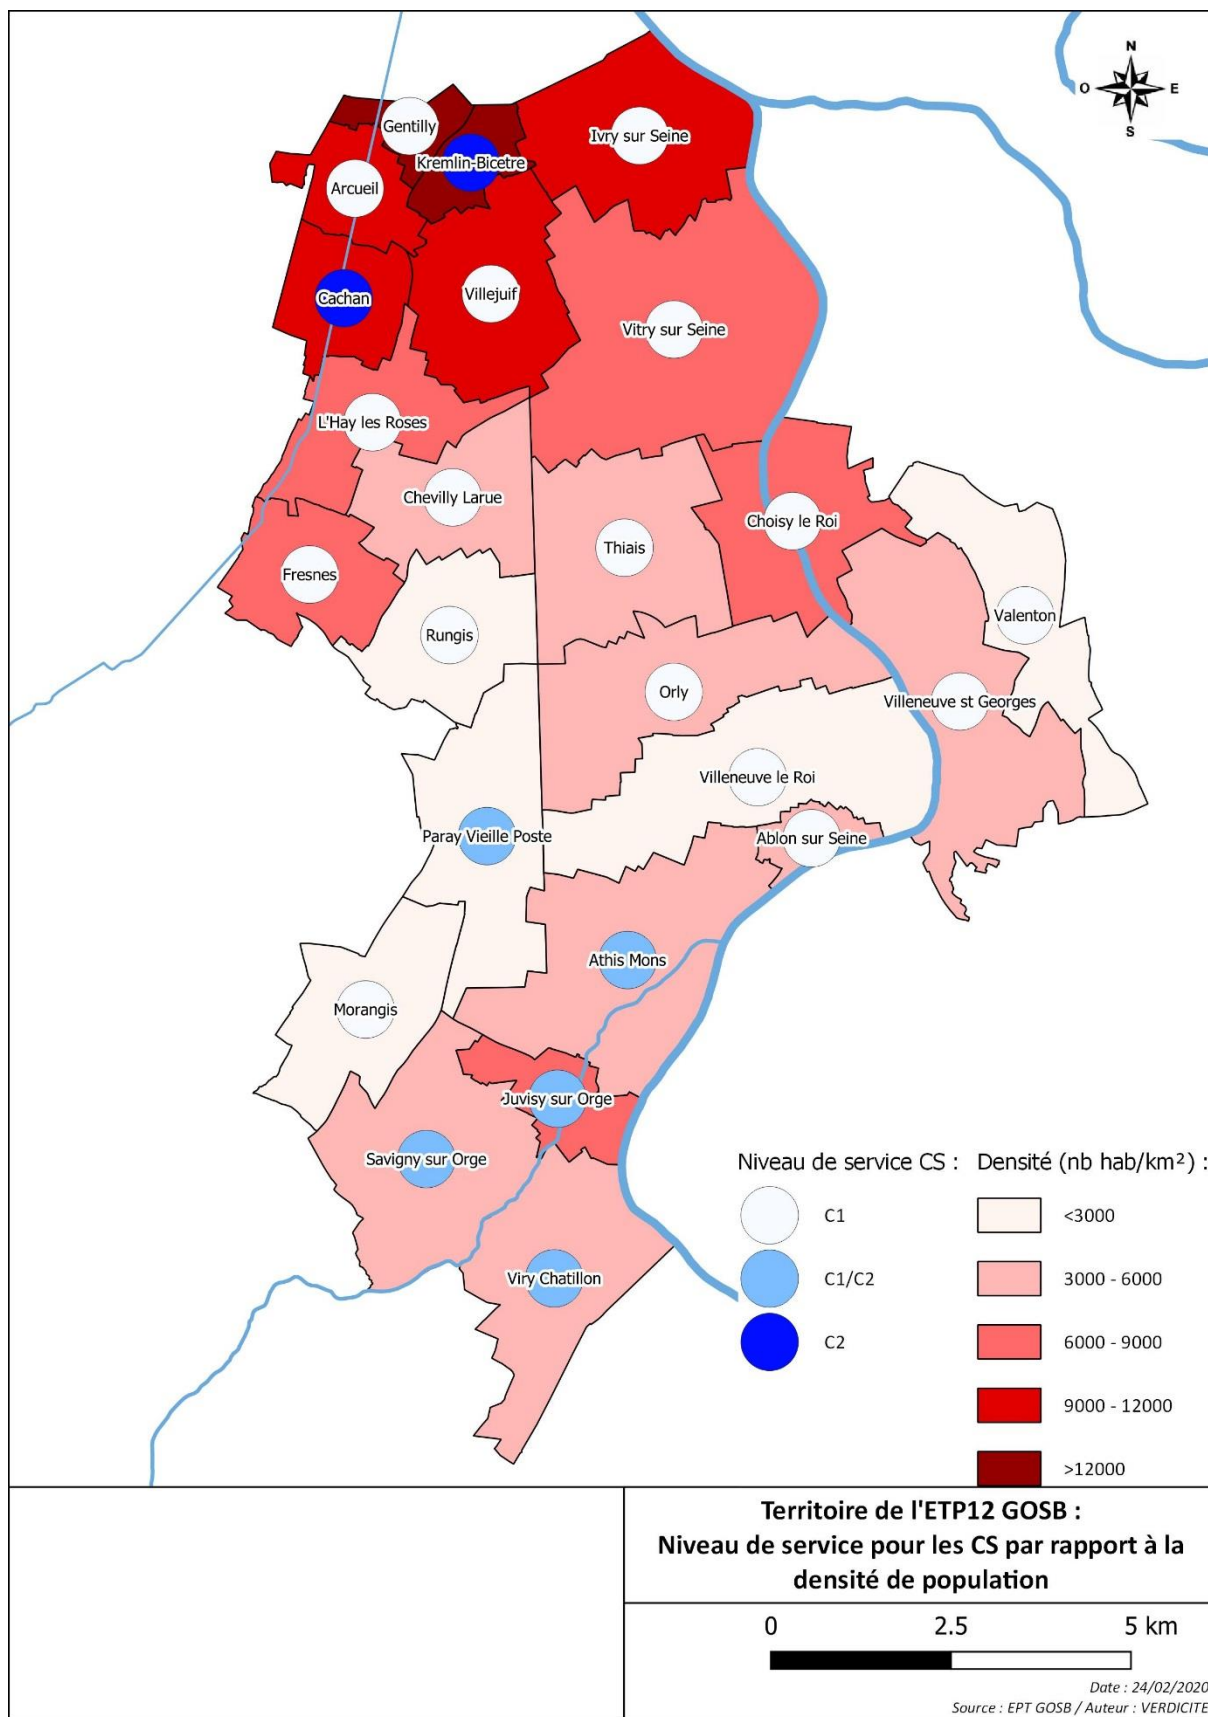 N
O
E
S
Gentilly
Ivry sur Seine
Kremlin-Bicetre
Arcueil
Cachan
Villejuif
Vitry sur Seine
L'Hay les Roses
Chevilly Larue
Choisy le Roi
Thiais
Fresnes
Valenton
Rungis
Orly
Villeneuve st Georges
Villeneuve le Roi
Paray Vieille Poste
Ablon sur Seine
Athis Mons
Morangis
Juvisy sur Orge
Savigny sur Orge
Viry Chatillon
Niveau de service CS :
C1
C1/C2
C2
Densité (nb hab/km²) :
<3000
3000 - 6000
6000 - 9000
9000 - 12000
>12000
Territoire de l'ETP12 GOSB :
Niveau de service pour les CS par rapport à la
densité de population
0 2.5 5 km
Date : 24/02/2020
Source : EPT GOSB / Auteur : VERDICITE